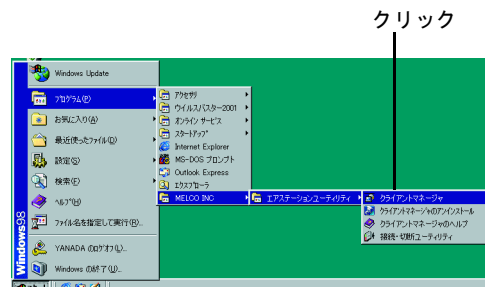 クリック
Windows Update
プログラム(P)
お気に入り(A)
最近使ったファイル(D)
設定(S)
検索(F)
ヘルプ(H)
ファイル名を指定して実行(R)...
YANADA のログオフ(L)...
Windows の終了(U)...
Windows98
アクセサリ
ウイルスバスター2001
オンライン サービス
スタートアップ
Internet Explorer
MS-DOS プロンプト
Outlook Express
エクスプローラ
MELCO INC
エアステーションユーティリティ
クライアントマネージャ
クライアントマネージャのアンインストール
クライアントマネージャのヘルプ
接続・切断ユーティリティ